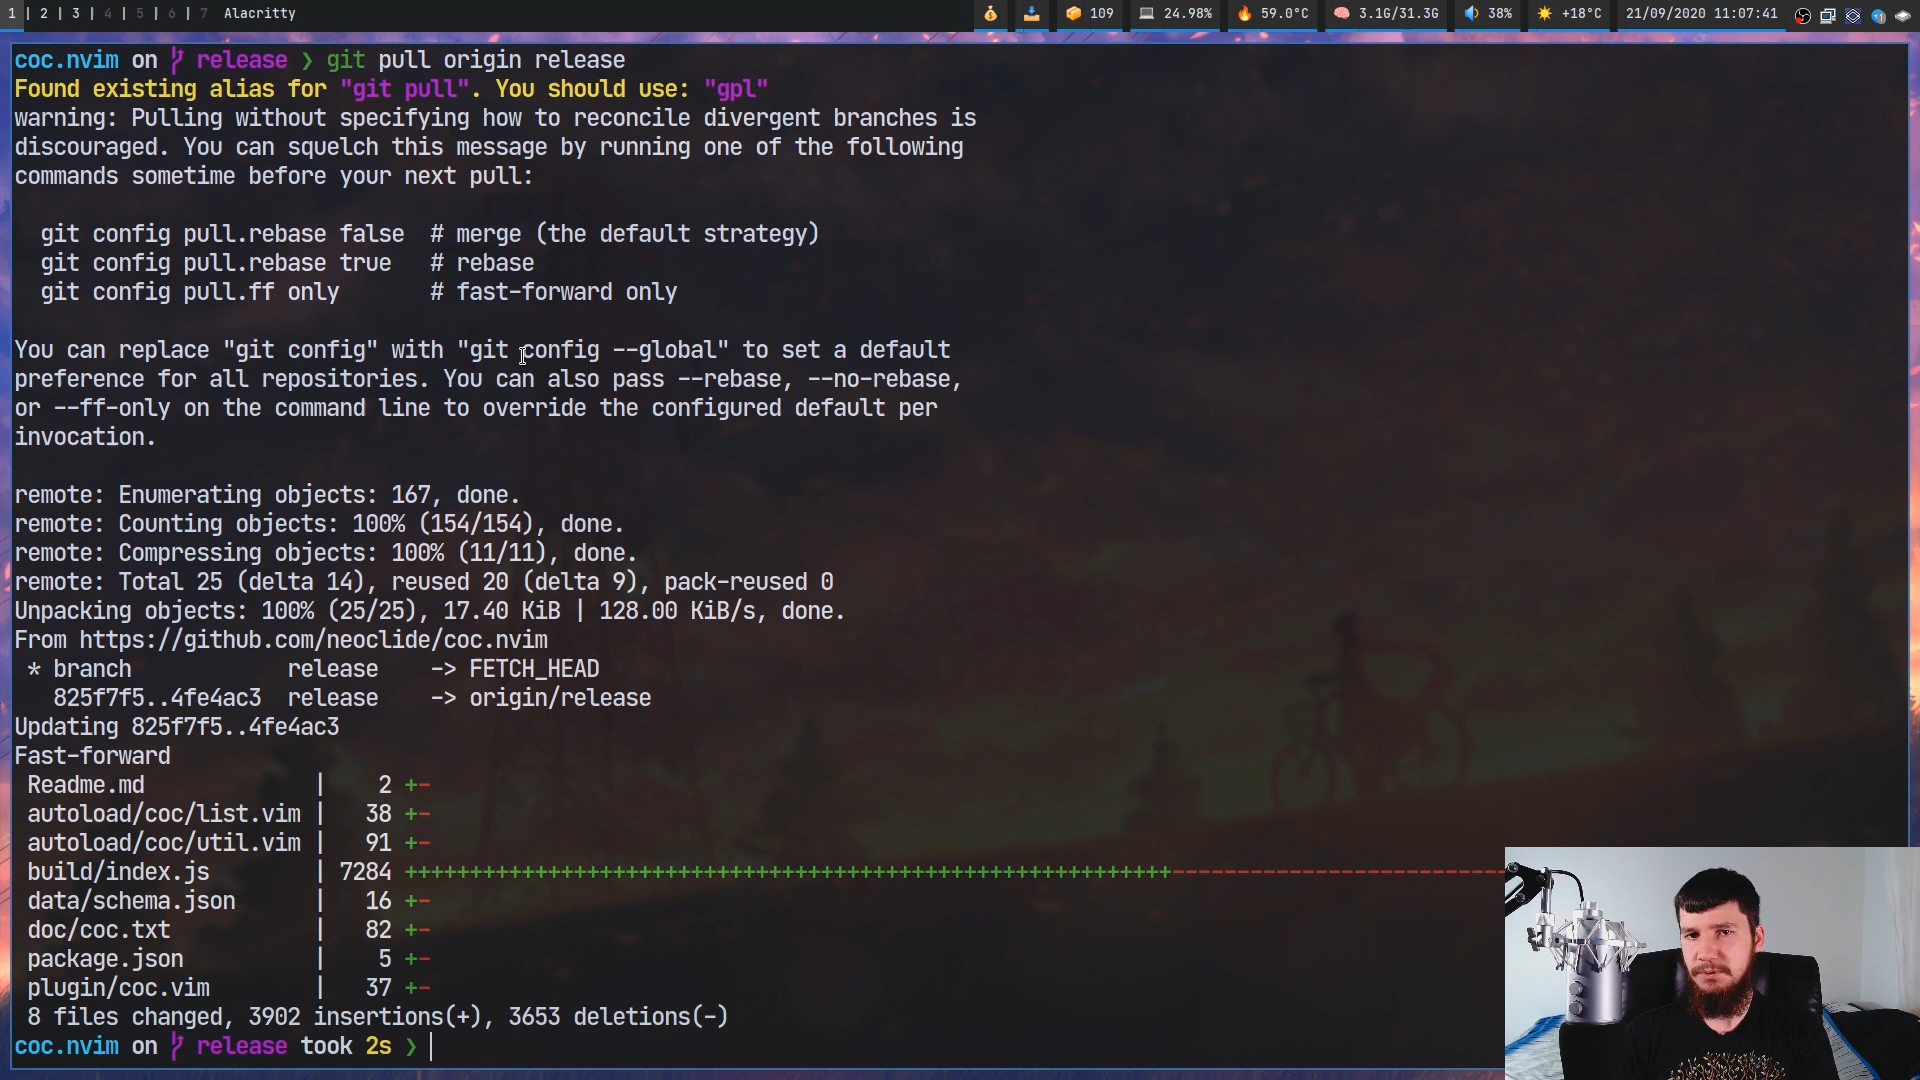 1 | 2 | 3 | 4 | 5 | 6 | 7 Alacritty 109 24.98% 59.0°C 3.1G/31.3G 38% +18°C 21/09/2020 11:07:41
coc.nvim on release ❯ git pull origin release
Found existing alias for "git pull". You should use: "gpl"
warning: Pulling without specifying how to reconcile divergent branches is
discouraged. You can squelch this message by running one of the following
commands sometime before your next pull:
git config pull.rebase false # merge (the default strategy)
git config pull.rebase true # rebase
git config pull.ff only # fast-forward only
You can replace "git config" with "git config --global" to set a default
preference for all repositories. You can also pass --rebase, --no-rebase,
or --ff-only on the command line to override the configured default per
invocation.
remote: Enumerating objects: 167, done.
remote: Counting objects: 100% (154/154), done.
remote: Compressing objects: 100% (11/11), done.
remote: Total 25 (delta 14), reused 20 (delta 9), pack-reused 0
Unpacking objects: 100% (25/25), 17.40 KiB | 128.00 KiB/s, done.
From https://github.com/neoclide/coc.nvim
* branch release -> FETCH_HEAD
825f7f5..4fe4ac3 release -> origin/release
Updating 825f7f5..4fe4ac3
Fast-forward
Readme.md | 2 +-
autoload/coc/list.vim | 38 +-
autoload/coc/util.vim | 91 +-
build/index.js | 7284 +++++++++++++++++++++++++++++++++++++++++++++++++++++++++++--------------------------
data/schema.json | 16 +-
doc/coc.txt | 82 +-
package.json | 5 +-
plugin/coc.vim | 37 +-
8 files changed, 3902 insertions(+), 3653 deletions(-)
coc.nvim on release took 2s ❯